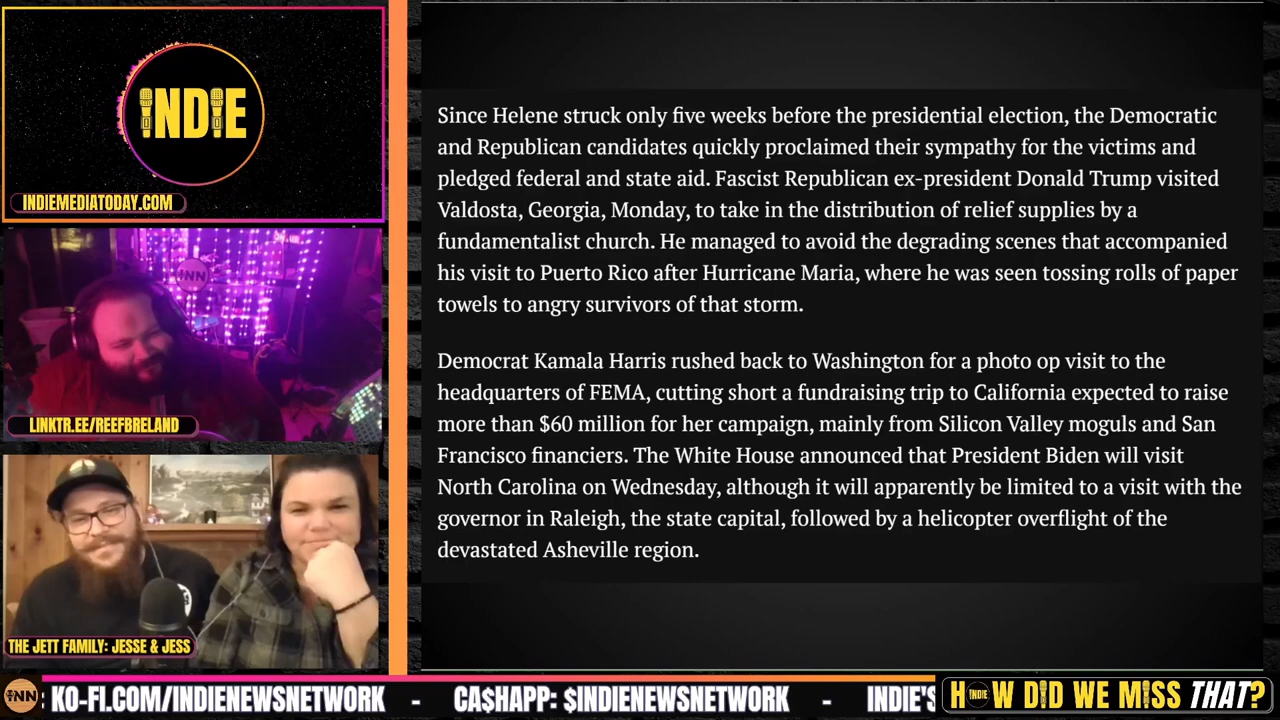 INDIE
INDIEMEDIATODAY.COM
INN
LINKTR.EE/REEFBRELAND
THE JETT FAMILY: JESSE & JESS
Since Helene struck only five weeks before the presidential election, the Democratic
and Republican candidates quickly proclaimed their sympathy for the victims and
pledged federal and state aid. Fascist Republican ex-president Donald Trump visited
Valdosta, Georgia, Monday, to take in the distribution of relief supplies by a
fundamentalist church. He managed to avoid the degrading scenes that accompanied
his visit to Puerto Rico after Hurricane Maria, where he was seen tossing rolls of paper
towels to angry survivors of that storm.
Democrat Kamala Harris rushed back to Washington for a photo op visit to the
headquarters of FEMA, cutting short a fundraising trip to California expected to raise
more than $60 million for her campaign, mainly from Silicon Valley moguls and San
Francisco financiers. The White House announced that President Biden will visit
North Carolina on Wednesday, although it will apparently be limited to a visit with the
governor in Raleigh, the state capital, followed by a helicopter overflight of the
devastated Asheville region.
INN : KO-FI.COM/INDIENEWSNETWORK - CA$HAPP: $INDIENEWSNETWORK - INDIE'S
INDIE HOW DID WE MISS THAT?